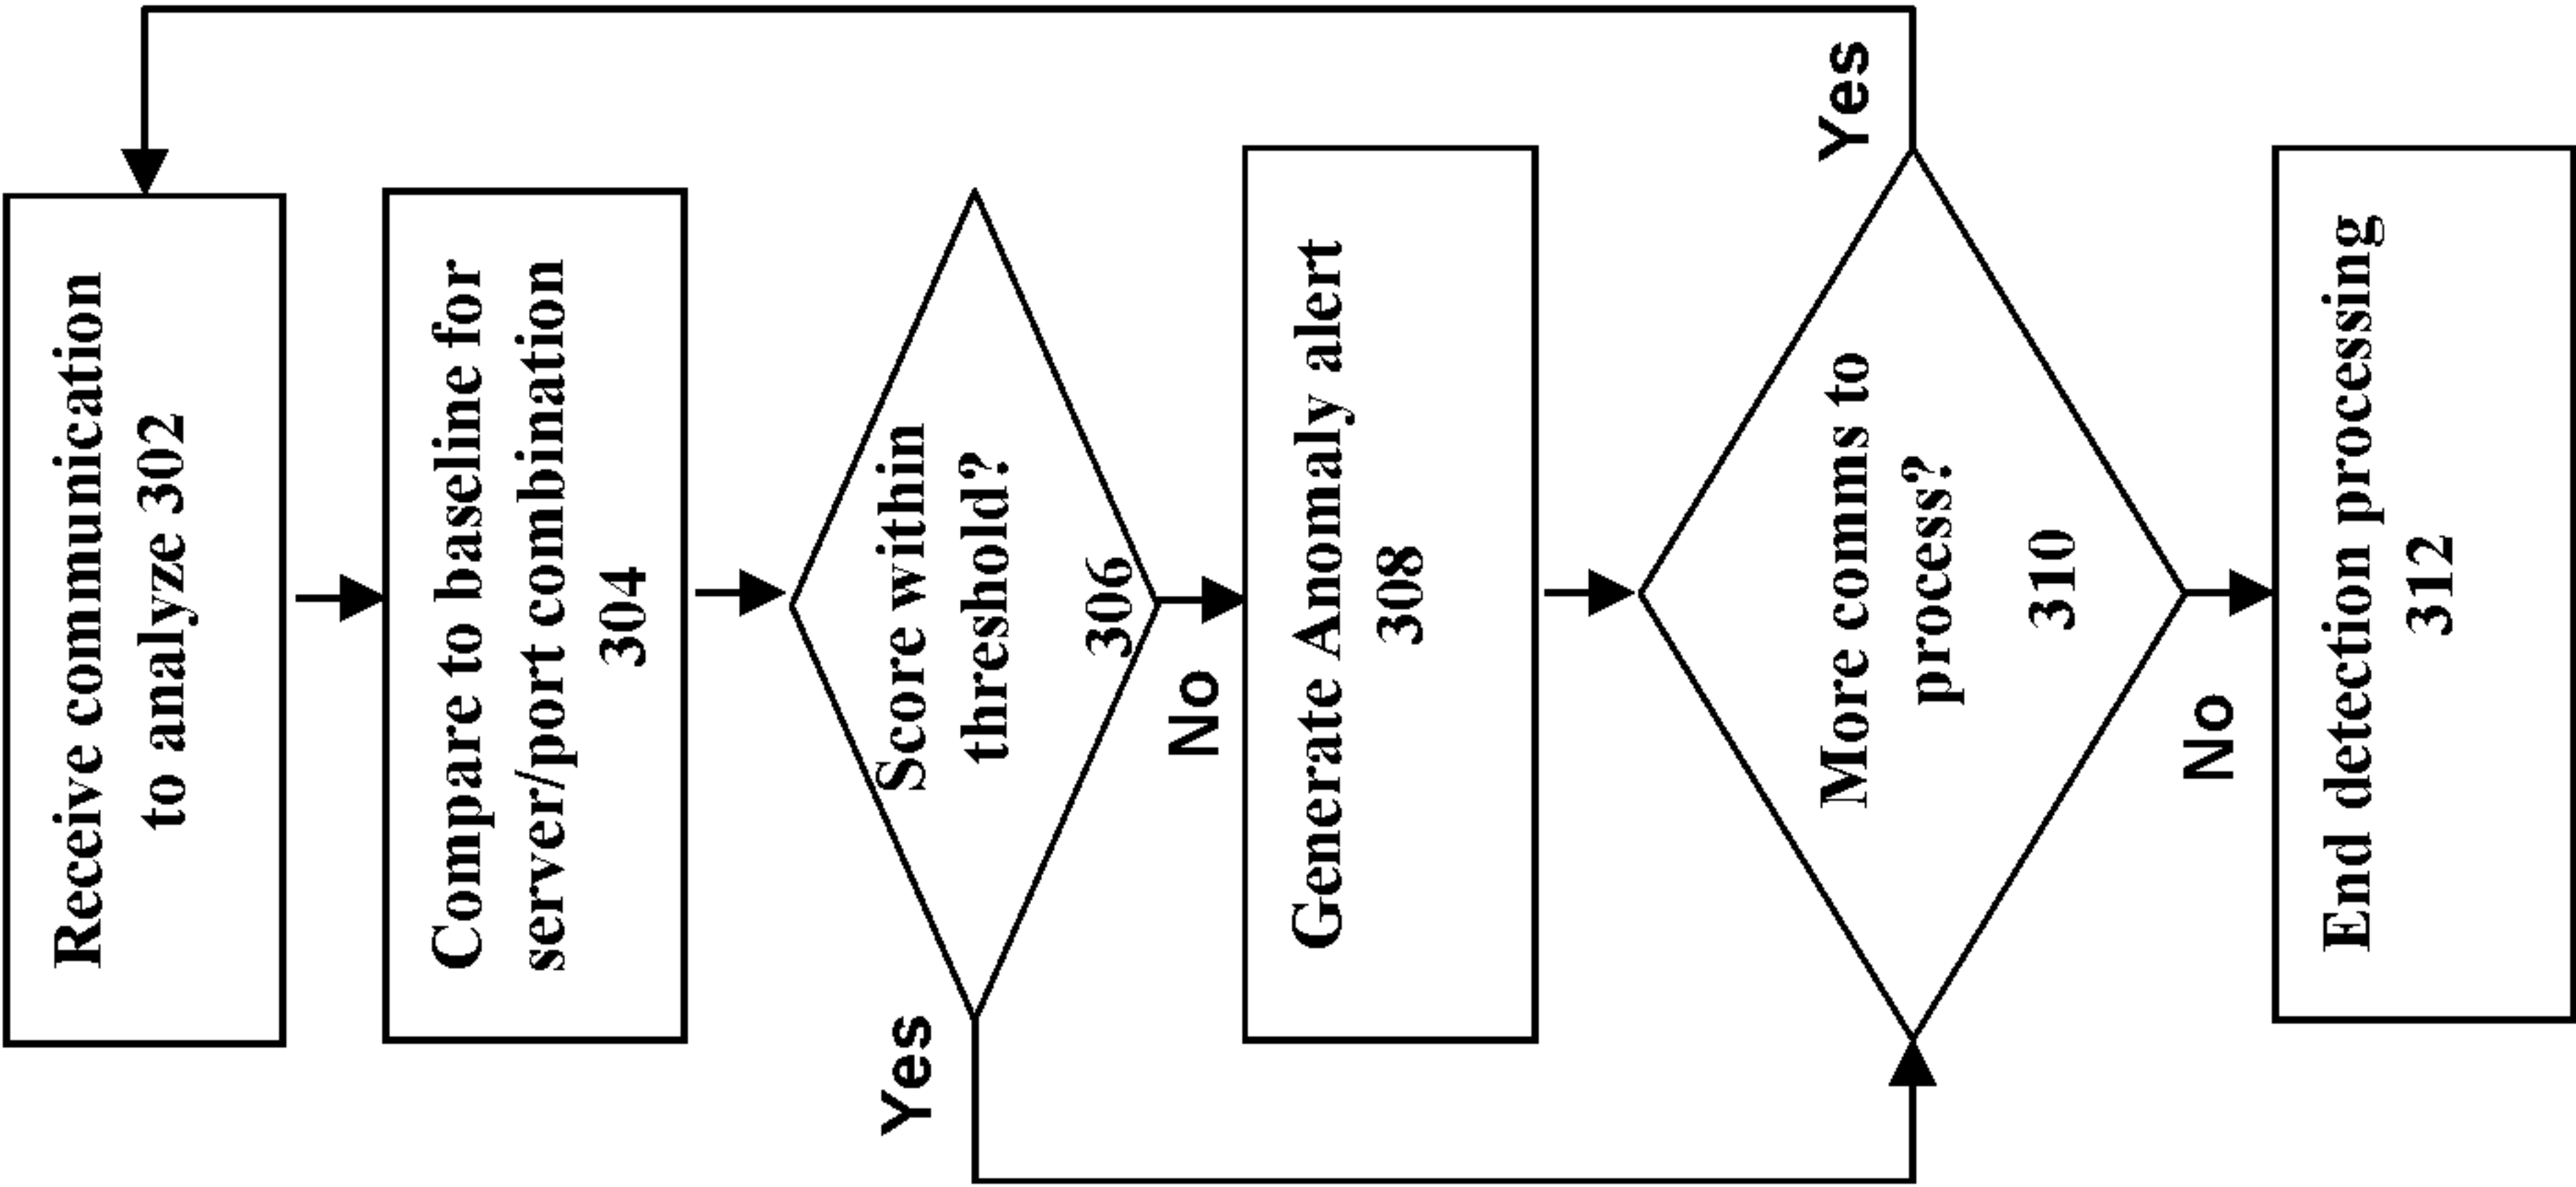 Receive communication
to analyze 302
Compare to baseline for
server/port combination
304
Score within
threshold?
306
Yes
No
Generate Anomaly alert
308
More comms to
process?
310
Yes
No
End detection processing
312